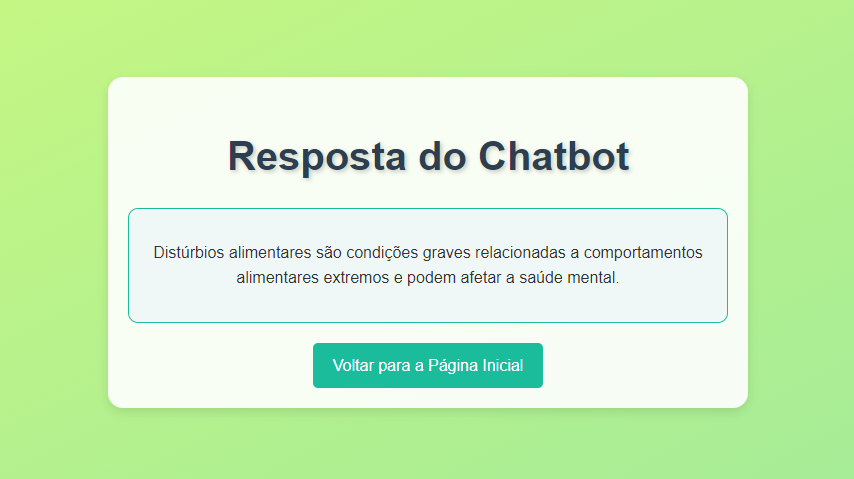 Resposta do Chatbot
Distúrbios alimentares são condições graves relacionadas a comportamentos
alimentares extremos e podem afetar a saúde mental.
Voltar para a Página Inicial